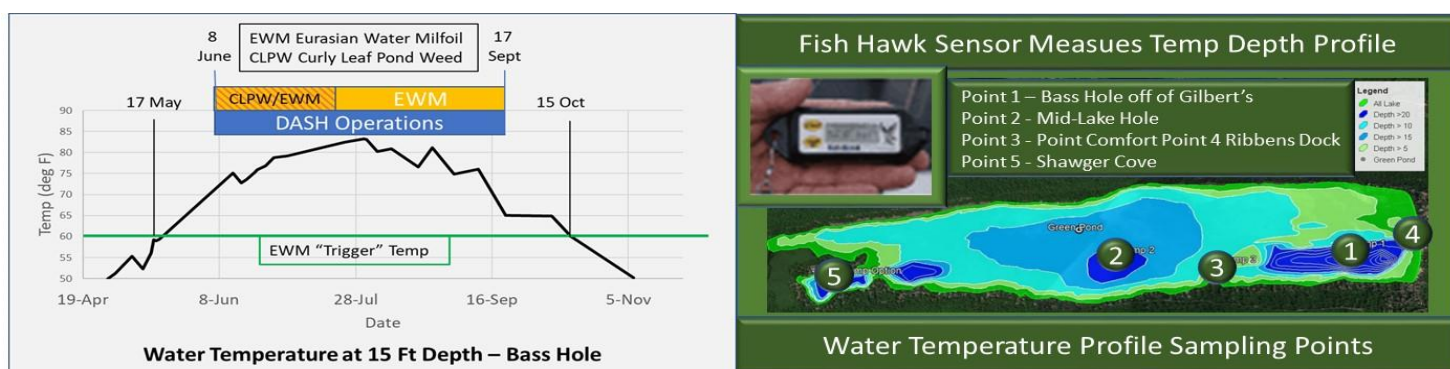 8
June
EWM Eurasian Water Milfoil
CLPW Curly Leaf Pond Weed
17
Sept
17 May
CLPW/EWM
EWM
15 Oct
DASH Operations
90
85
80
75
70
65
60
55
50
Temp (deg F)
EWM "Trigger" Temp
19-Apr
8-Jun
28-Jul
16-Sep
5-Nov
Date
Water Temperature at 15 Ft Depth – Bass Hole
Fish Hawk Sensor Measues Temp Depth Profile
Point 1 – Bass Hole off of Gilbert's
Point 2 - Mid-Lake Hole
Point 3 - Point Comfort Point 4 Ribbens Dock
Point 5 - Shawger Cove
Legend
All Lake
Depth >20
Depth > 10
Depth > 15
Depth > 5
Green Pond
Green Pond
1
2
3
4
5
Water Temperature Profile Sampling Points